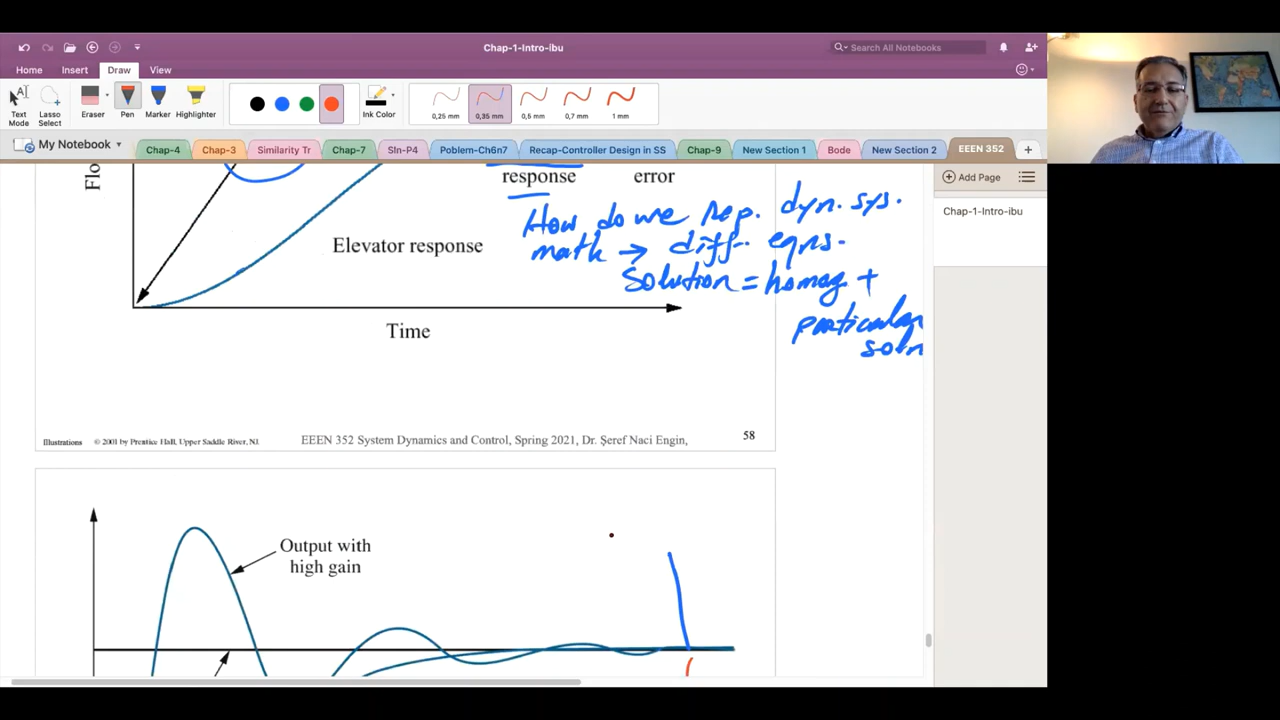 Chap-1-Intro-ibu
Search All Notebooks
Home Insert Draw View
Text Mode
Lasso Select
Eraser
Pen
Marker
Highlighter
Ink Color
0,25 mm 0,35 mm 0,5 mm 0,7 mm 1 mm
My Notebook
Chap-4 Chap-3 Similarity Tr Chap-7 SIn-P4 Poblem-Ch6n7 Recap-Controller Design in SS Chap-9 New Section 1 Bode New Section 2 EEEN 352
Add Page
Chap-1-Intro-ibu
Flo
response error
Elevator response
Time
How do we rep. dyn. sys.
math → diff. eqns.
Solution = homog +
particular
soln
Illustrations © 2001 by Prentice Hall, Upper Saddle River, NJ.
EEEN 352 System Dynamics and Control, Spring 2021, Dr. Şeref Naci Engin,
58
Output with
high gain